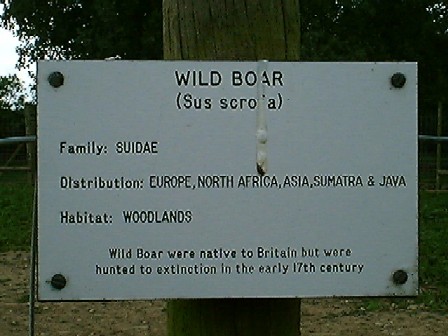 WILD BOAR
(Sus scrofa)
Family: SUIDAE
Distribution: EUROPE, NORTH AFRICA, ASIA, SUMATRA & JAVA
Habitat: WOODLANDS
Wild Boar were native to Britain but were
hunted to extinction in the early 17th century